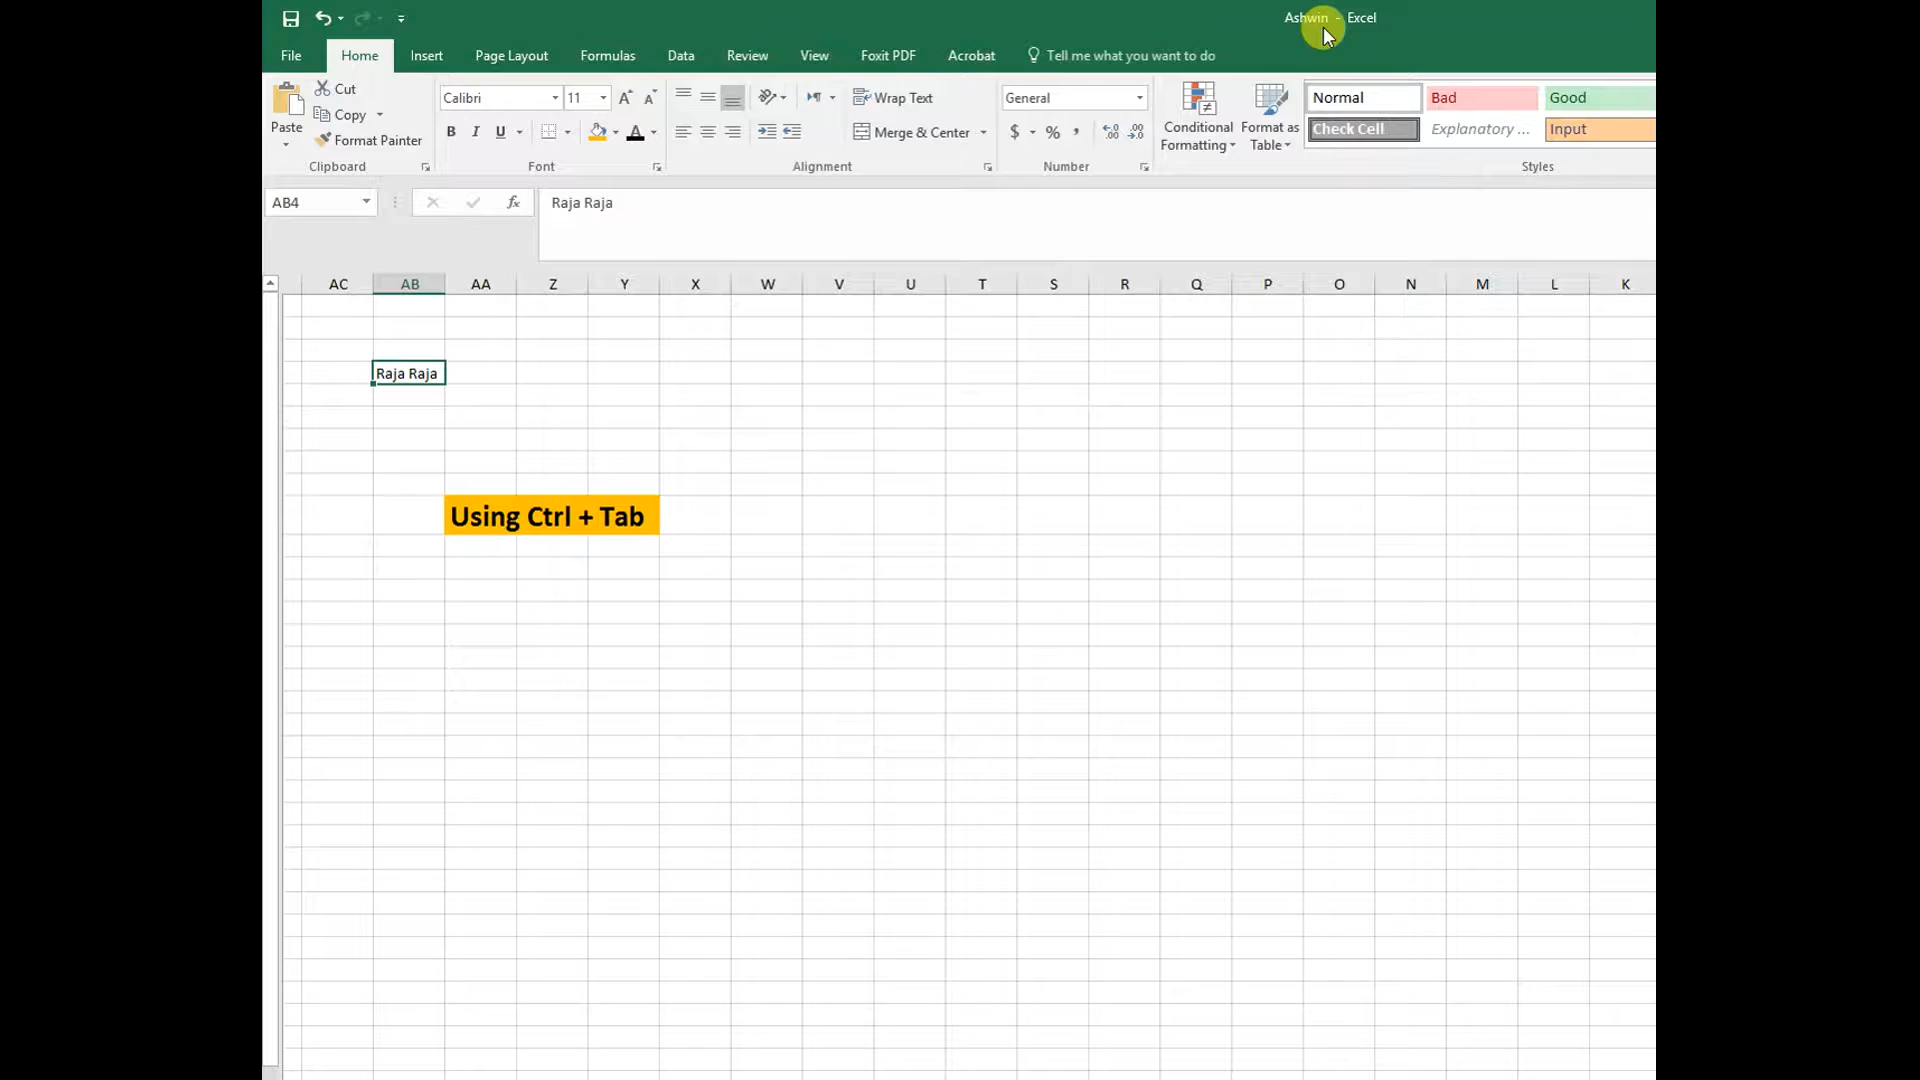 Ashwin - Excel
File Home Insert Page Layout Formulas Data Review View Foxit PDF Acrobat Tell me what you want to do
Paste
Cut
Copy
Format Painter
Clipboard
Calibri 11
B I U A
Font
Wrap Text
Merge & Center
Alignment
General
$ % ,
Number
Conditional Formatting
Format as Table
Normal Bad Good
Check Cell Explanatory ... Input
Styles
AB4 fx Raja Raja
AC AB AA Z Y X W V U T S R Q P O N M L K
Raja Raja
Using Ctrl + Tab